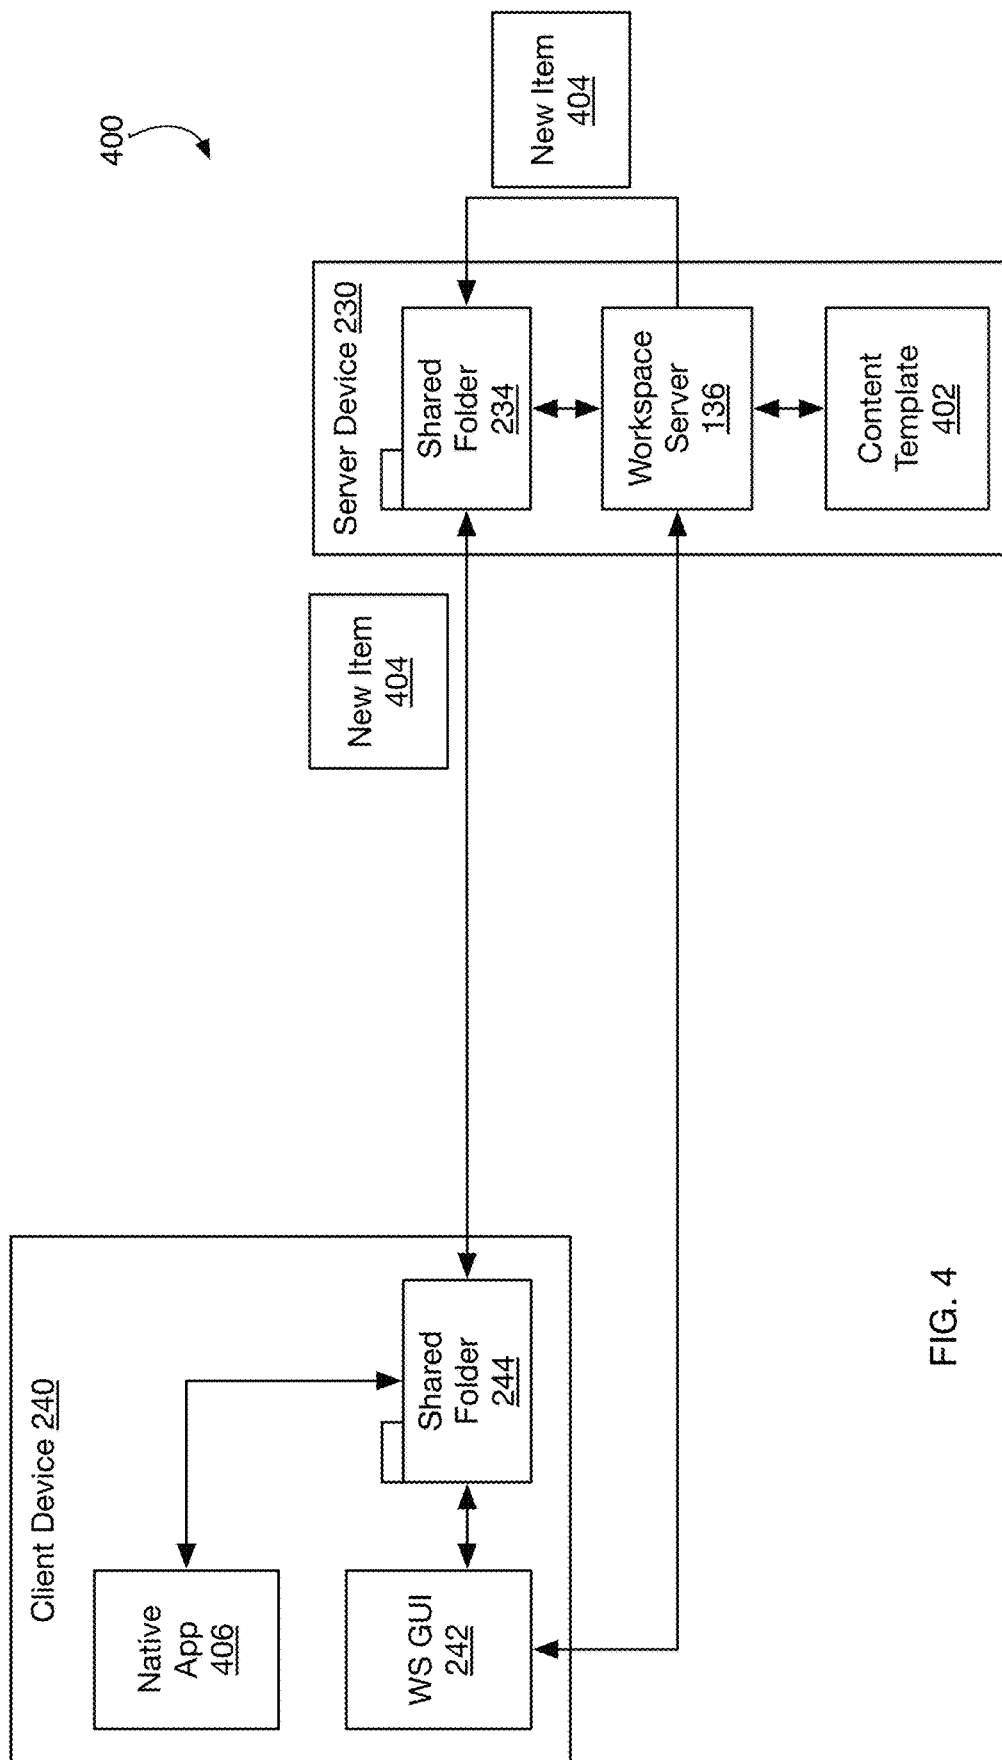 400
Client Device 240
Native
App
406
WS GUI
242
Shared
Folder
244
New Item
404
Server Device 230
Shared
Folder
234
Workspace
Server
136
Content
Template
402
New Item
404
FIG. 4